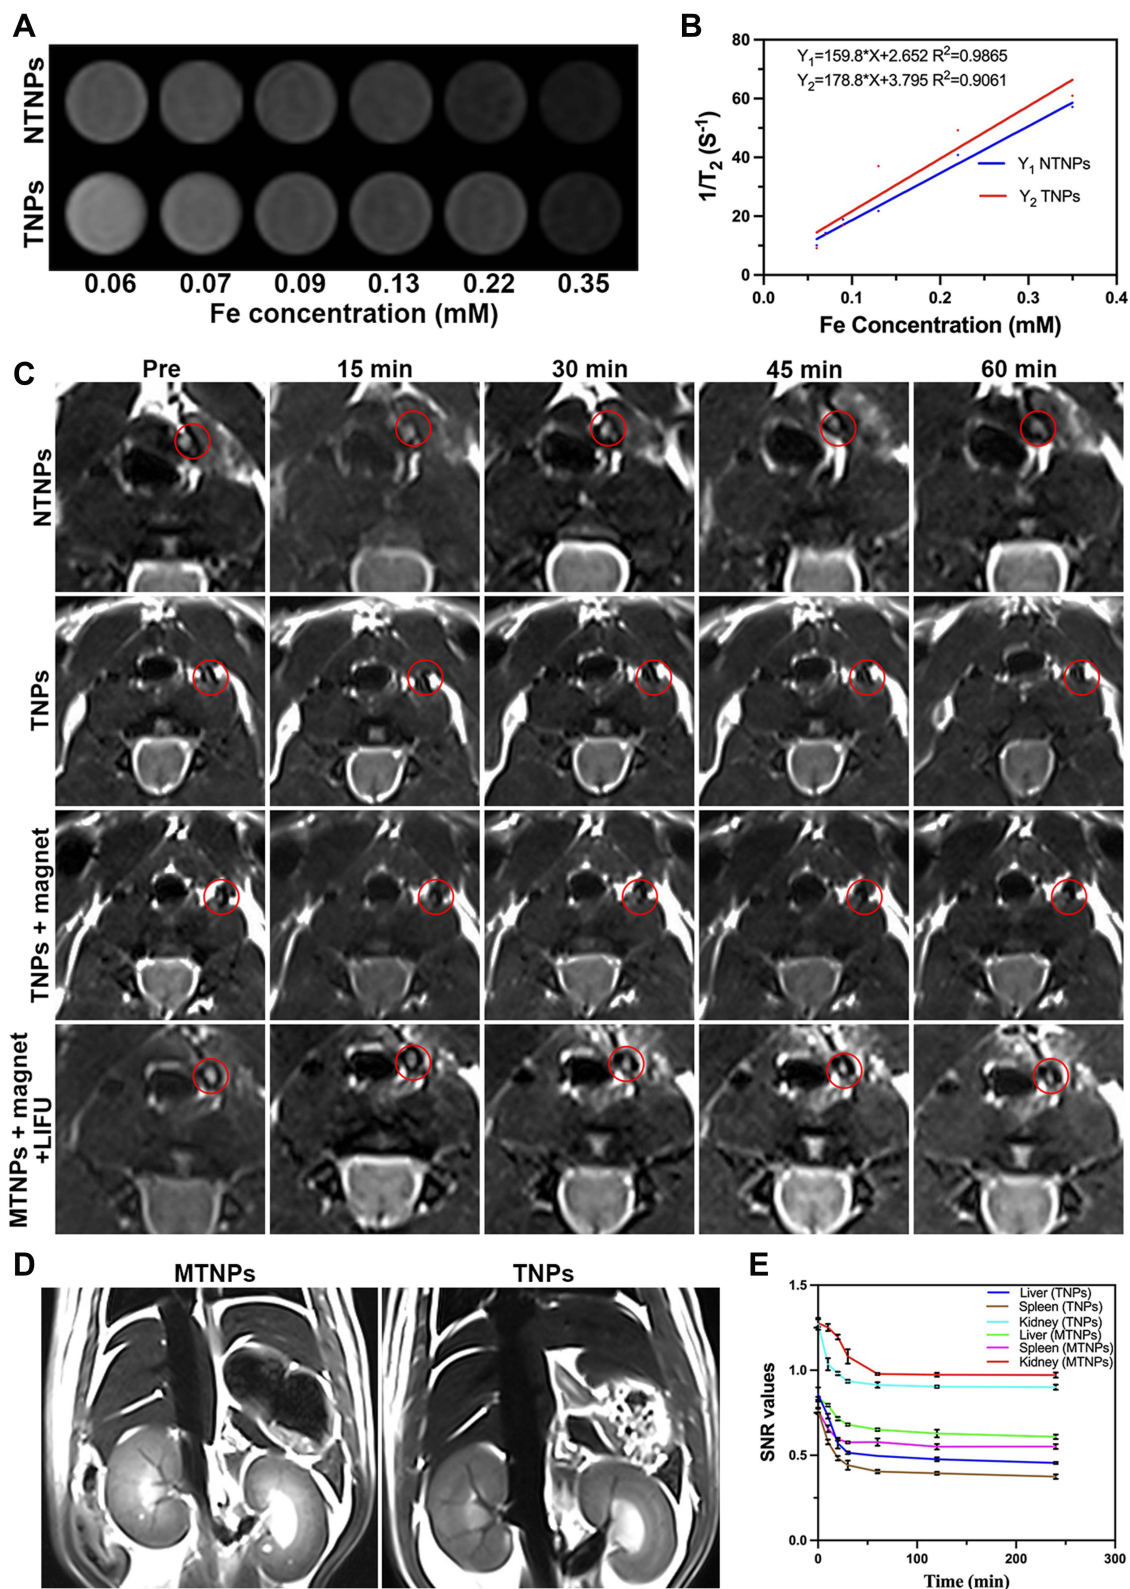 A
NTNPs
TNPs
0.06 0.07 0.09 0.13 0.22 0.35
Fe concentration (mM)
B
Y1=159.8*X+2.652 R2=0.9865
Y2=178.8*X+3.795 R2=0.9061
80
60
40
20
0
1/T2 (S-1)
Y1 NTNPs
Y2 TNPs
0.0 0.1 0.2 0.3 0.4
Fe Concentration (mM)
C
Pre 15 min 30 min 45 min 60 min
NTNPs
TNPs
TNPs + magnet
MTNPs + magnet
+LIFU
D
MTNPs TNPs
E
1.5
1.0
0.5
0.0
SNR values
Liver (TNPs)
Spleen (TNPs)
Kidney (TNPs)
Liver (MTNPs)
Spleen (MTNPs)
Kidney (MTNPs)
0 100 200 300
Time (min)